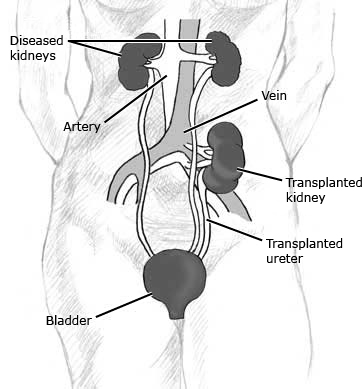 Diseased
kidneys
Artery
Vein
Transplanted
kidney
Transplanted
ureter
Bladder